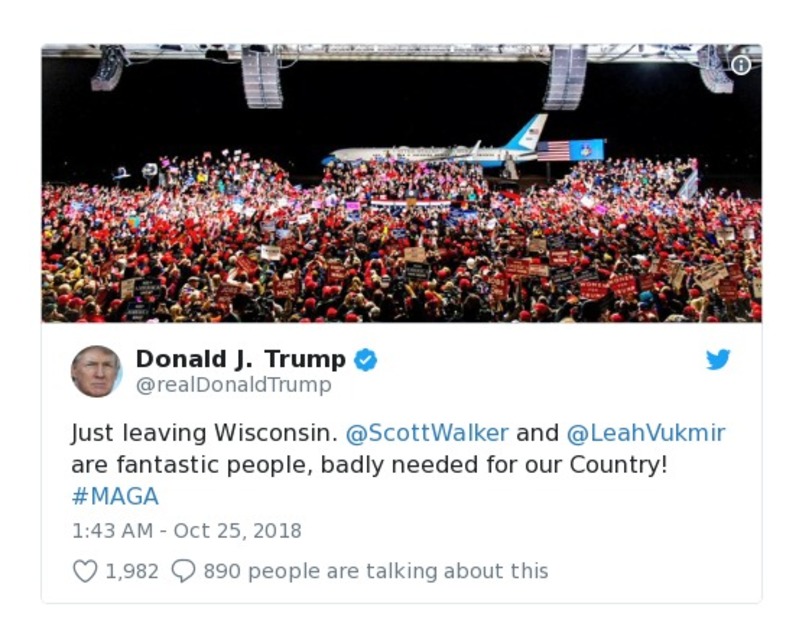 Donald J. Trump
@realDonaldTrump
Just leaving Wisconsin. @ScottWalker and @LeahVukmir
are fantastic people, badly needed for our Country!
#MAGA
1:43 AM - Oct 25, 2018
1,982 890 people are talking about this